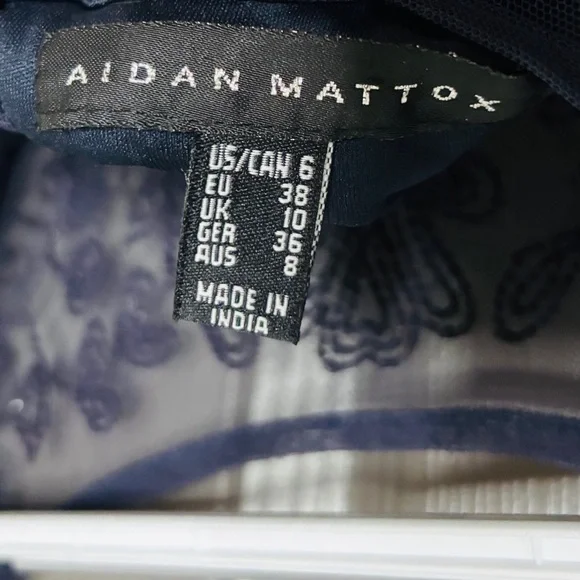 AIDAN MATTOX
US/CAN 6
EU 38
UK 10
GER 36
AUS 8
MADE IN
INDIA